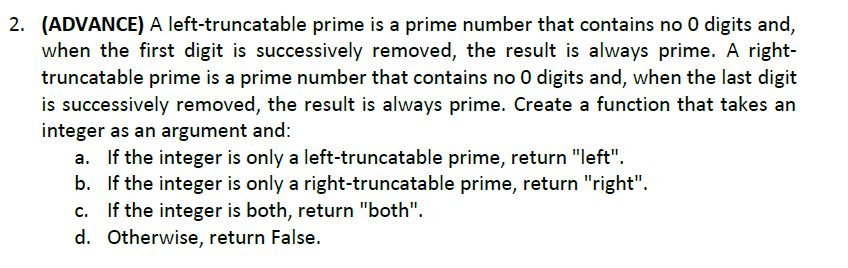 2. (ADVANCE) A left-truncatable prime is a prime number that contains no 0 digits and,
when the first digit is successively removed, the result is always prime. A right-
truncatable prime is a prime number that contains no 0 digits and, when the last digit
is successively removed, the result is always prime. Create a function that takes an
integer as an argument and:
a. If the integer is only a left-truncatable prime, return "left".
b. If the integer is only a right-truncatable prime, return "right".
c. If the integer is both, return "both".
d. Otherwise, return False.